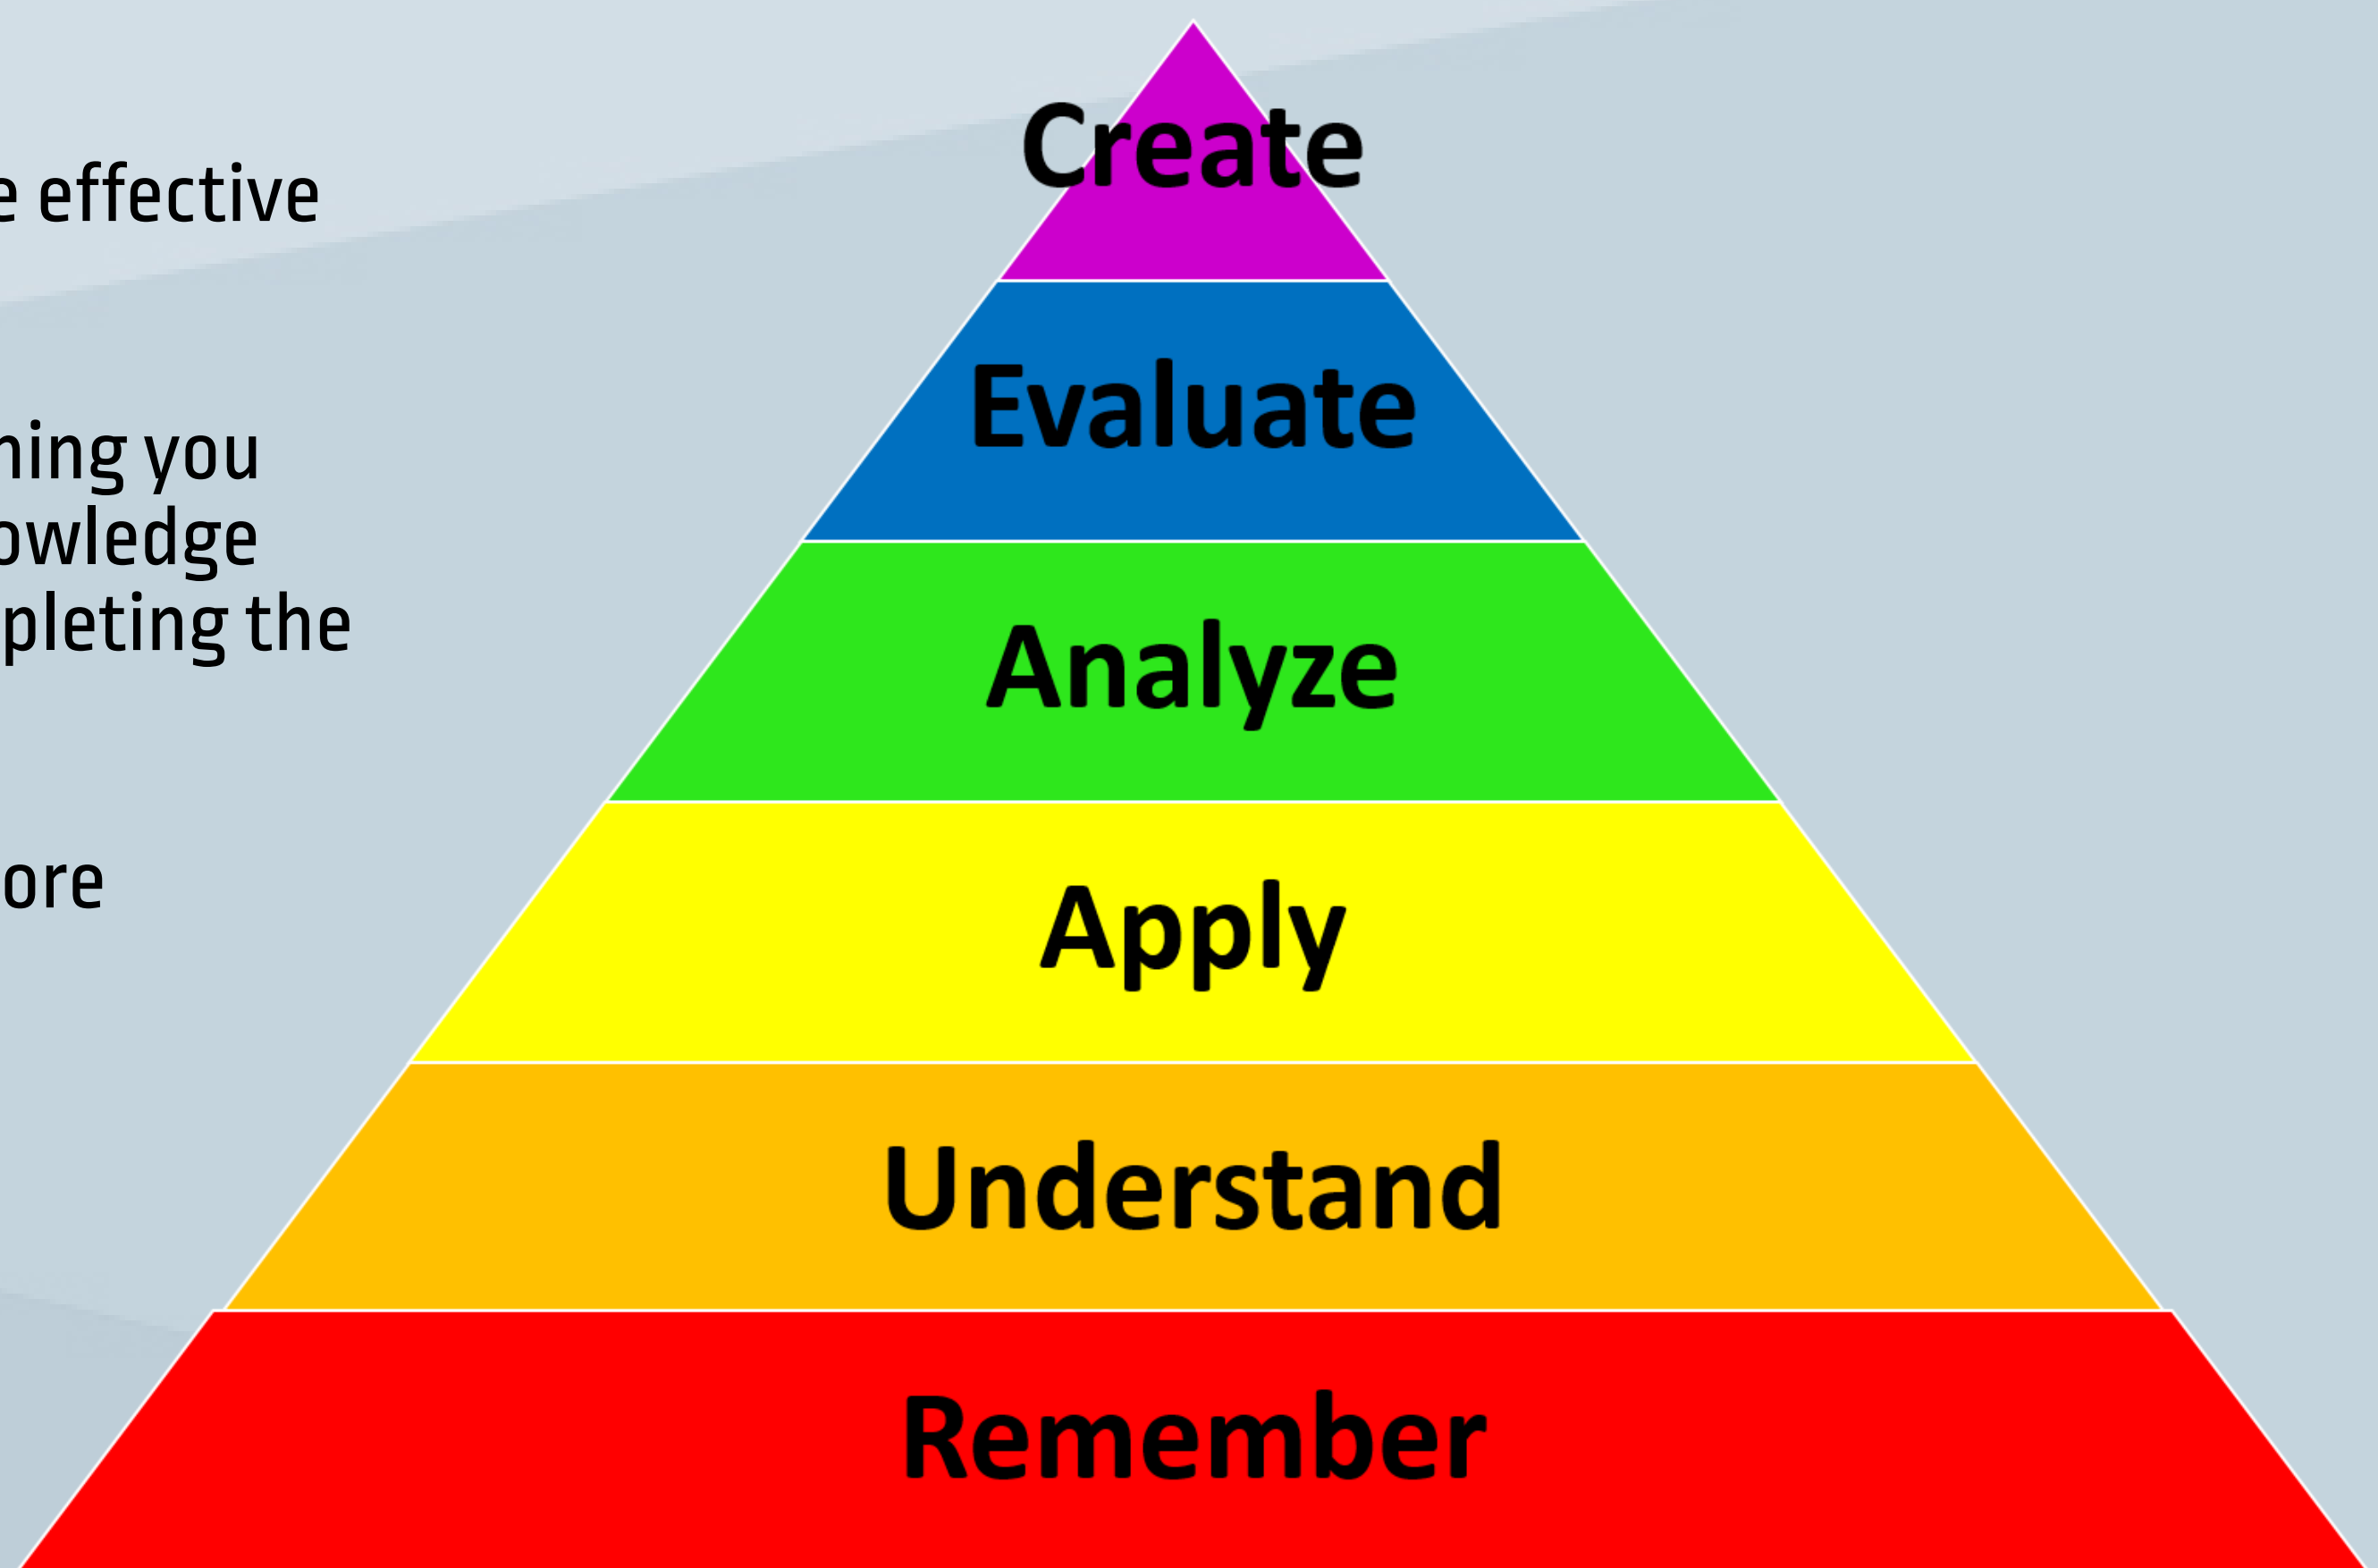 e effective
ning you
owledge
pleting the
ore
Create
Evaluate
Analyze
Apply
Understand
Remember